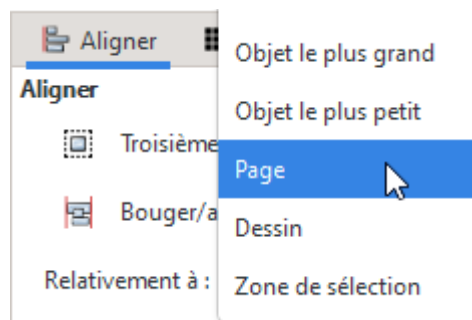 Aligner
Aligner
Troisième
Bouger/a
Relativement à :
Objet le plus grand
Objet le plus petit
Page
Dessin
Zone de sélection